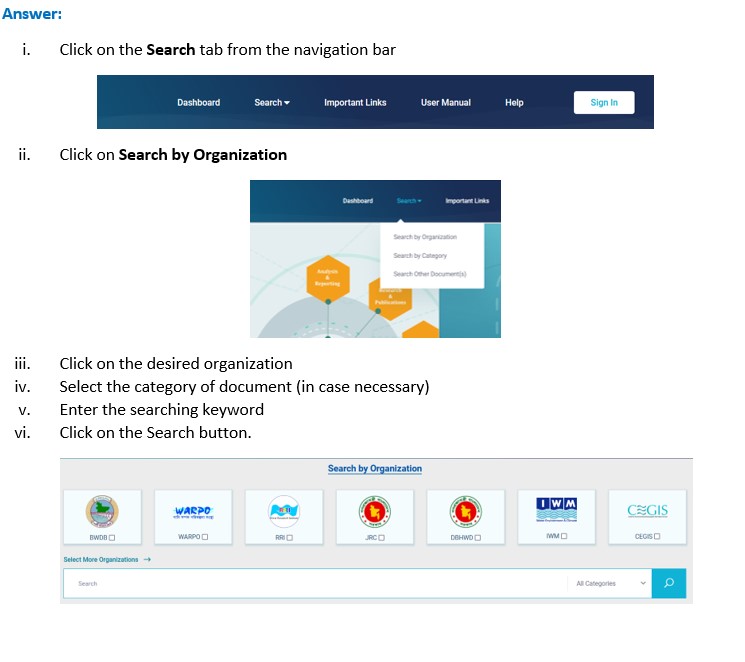 Answer:
i. Click on the Search tab from the navigation bar
Dashboard Search Important Links User Manual Help Sign In
ii. Click on Search by Organization
Dashboard Search Important Links
Search by Organization
Search by Category
Search Other Document(s)
Analysis
&
Reporting
&
Publications
iii. Click on the desired organization
iv. Select the category of document (in case necessary)
v. Enter the searching keyword
vi. Click on the Search button.
Search by Organization
WARPO IWM CEGIS
BWDB WARPO RRI JRC DBHWD IWM CEGIS
Select More Organizations →
Search All Categories